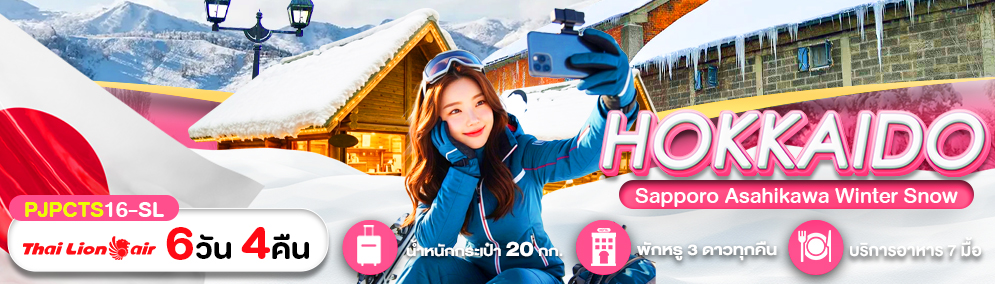 HOKKAIDO
Sapporo Asahikawa Winter Snow
PJPCTS16-SL
Thai Lion air 6วัน 4คืน
น้ำหนักกระเป๋า 20 กก.
พักหรู 3 ดาวทุกคืน
บริการอาหาร 7 มื้อ